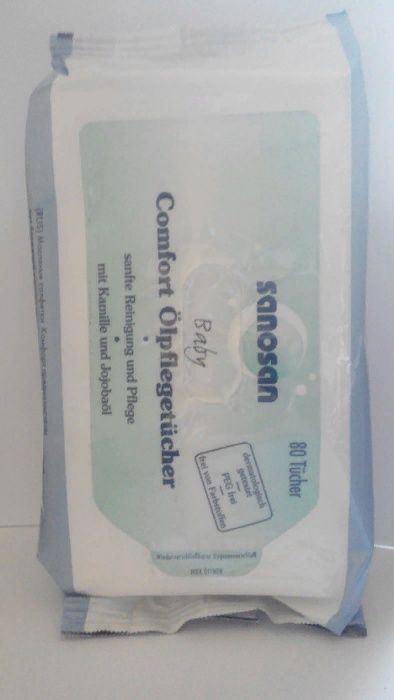 80 Tücher
sanosan
Baby
Comfort Ölpflegetücher
sanfte Reinigung und Pflege
mit Kamille und Jojobaöl
dermatologisch
getestet
PEG frei
frei von Farbstoffen
(RUS)